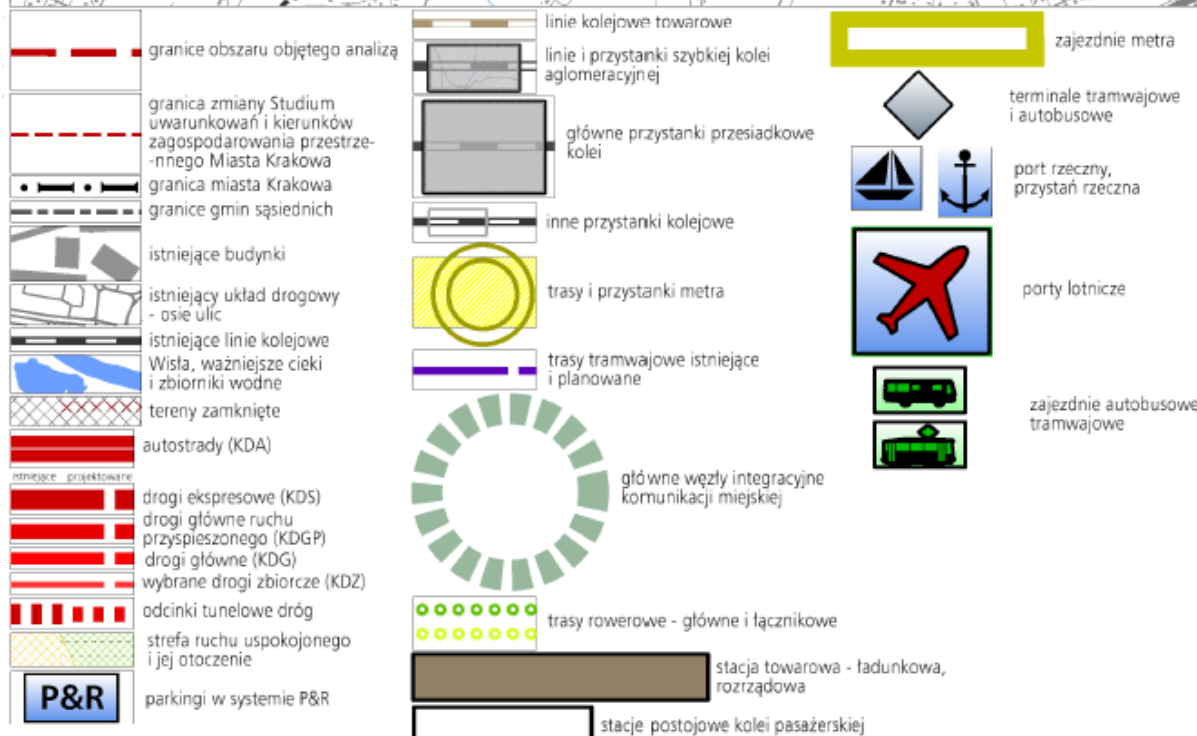 granice obszaru objętego analizą
granica zmiany Studium
uwarunkowań i kierunków
zagospodarowania przestrze-
-nnego Miasta Krakowa
granica miasta Krakowa
granice gmin sąsiednich
istniejące budynki
istniejący układ drogowy
- osie ulic
istniejące linie kolejowe
Wisła, ważniejsze cieki
i zbiorniki wodne
tereny zamknięte
autostrady (KDA)
istniejące projektowane
drogi ekspresowe (KDS)
drogi główne ruchu
przyspieszonego (KDGP)
drogi główne (KDG)
wybrane drogi zbiorcze (KDZ)
odcinki tunelowe dróg
strefa ruchu uspokojonego
i jej otoczenie
P&R
parkingi w systemie P&R
linie kolejowe towarowe
linie i przystanki szybkiej kolei
aglomeracyjnej
główne przystanki przesiadkowe
kolei
inne przystanki kolejowe
trasy i przystanki metra
trasy tramwajowe istniejące
i planowane
główne węzły integracyjne
komunikacji miejskiej
trasy rowerowe - główne i łącznikowe
stacja towarowa - ładunkowa,
rozrządowa
stacje postojowe kolei pasażerskiej
zajezdnie metra
terminale tramwajowe
i autobusowe
port rzeczny,
przystań rzeczna
porty lotnicze
zajezdnie autobusowe
tramwajowe